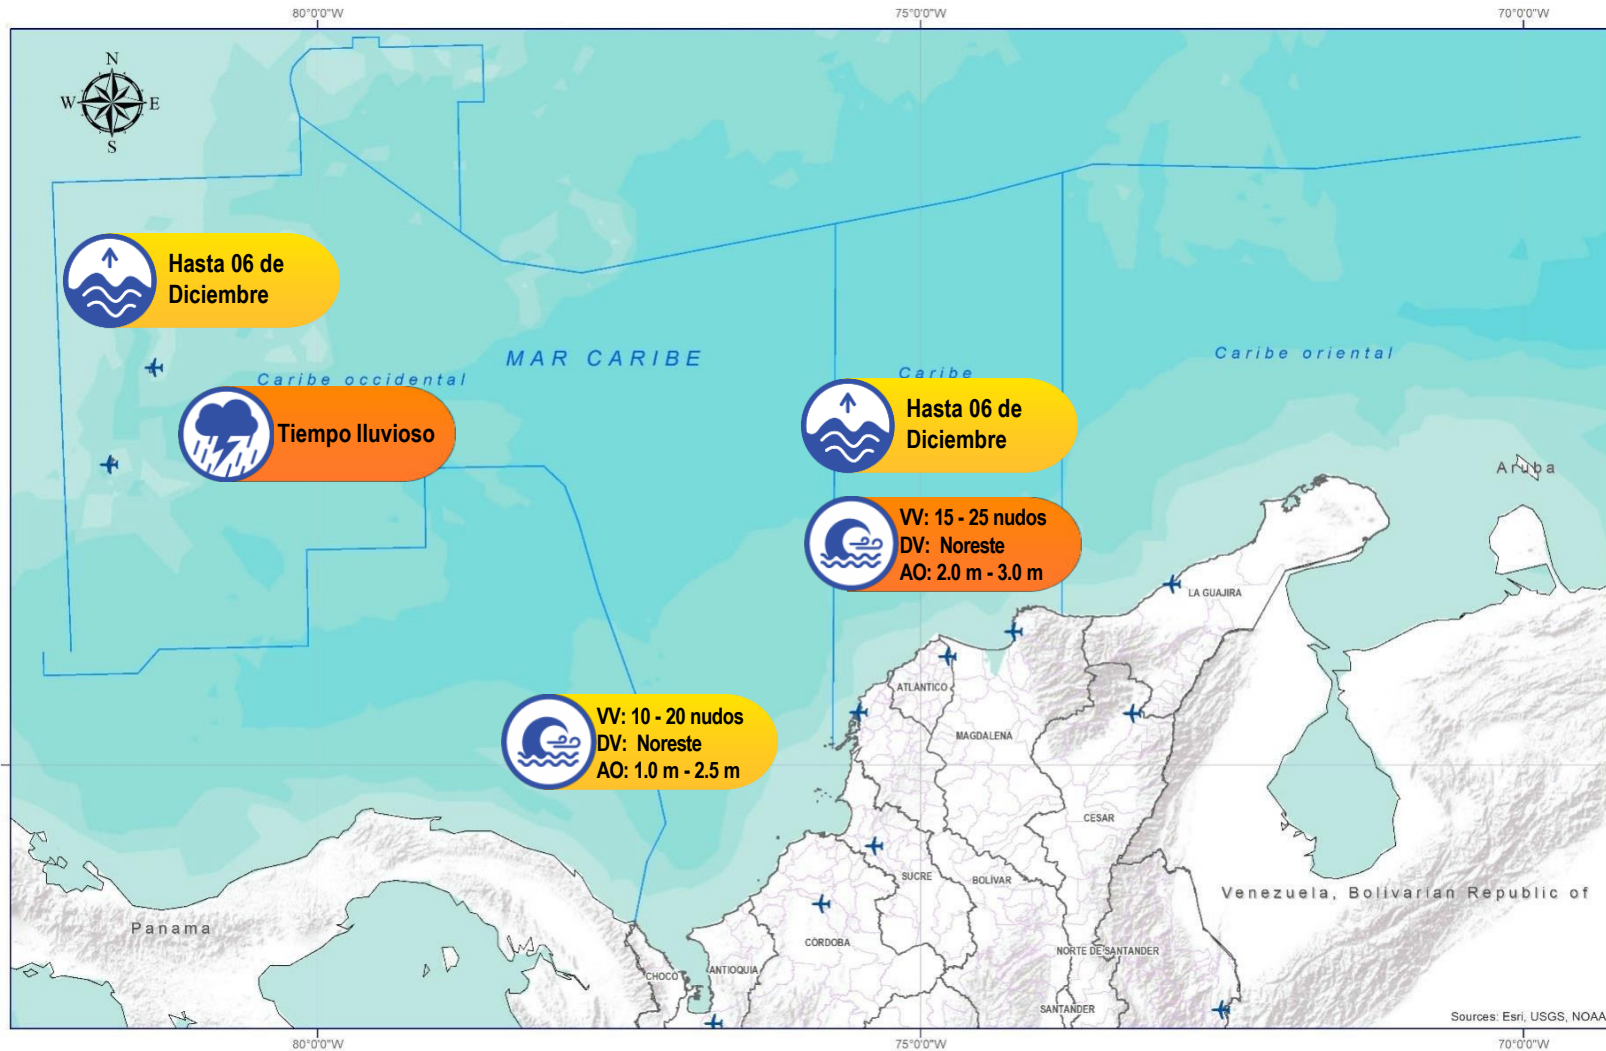 80°0'0"W
75°0'0"W
70°0'0"W
N
W
E
S
Hasta 06 de
Diciembre
MAR CARIBE
Caribe oriental
Caribe occidental
Caribe
Tiempo lluvioso
Hasta 06 de
Diciembre
Aruba
VV: 15 - 25 nudos
DV: Noreste
AO: 2.0 m - 3.0 m
LA GUAJIRA
ATLÁNTICO
VV: 10 - 20 nudos
DV: Noreste
AO: 1.0 m - 2.5 m
MAGDALENA
CESAR
SUCRE
BOLÍVAR
Venezuela, Bolivarian Republic of
Panama
CÓRDOBA
NORTE DE SANTANDER
CHOCÓ
ANTIOQUIA
SANTANDER
Sources: Esri, USGS, NOAA
80°0'0"W
75°0'0"W
70°0'0"W